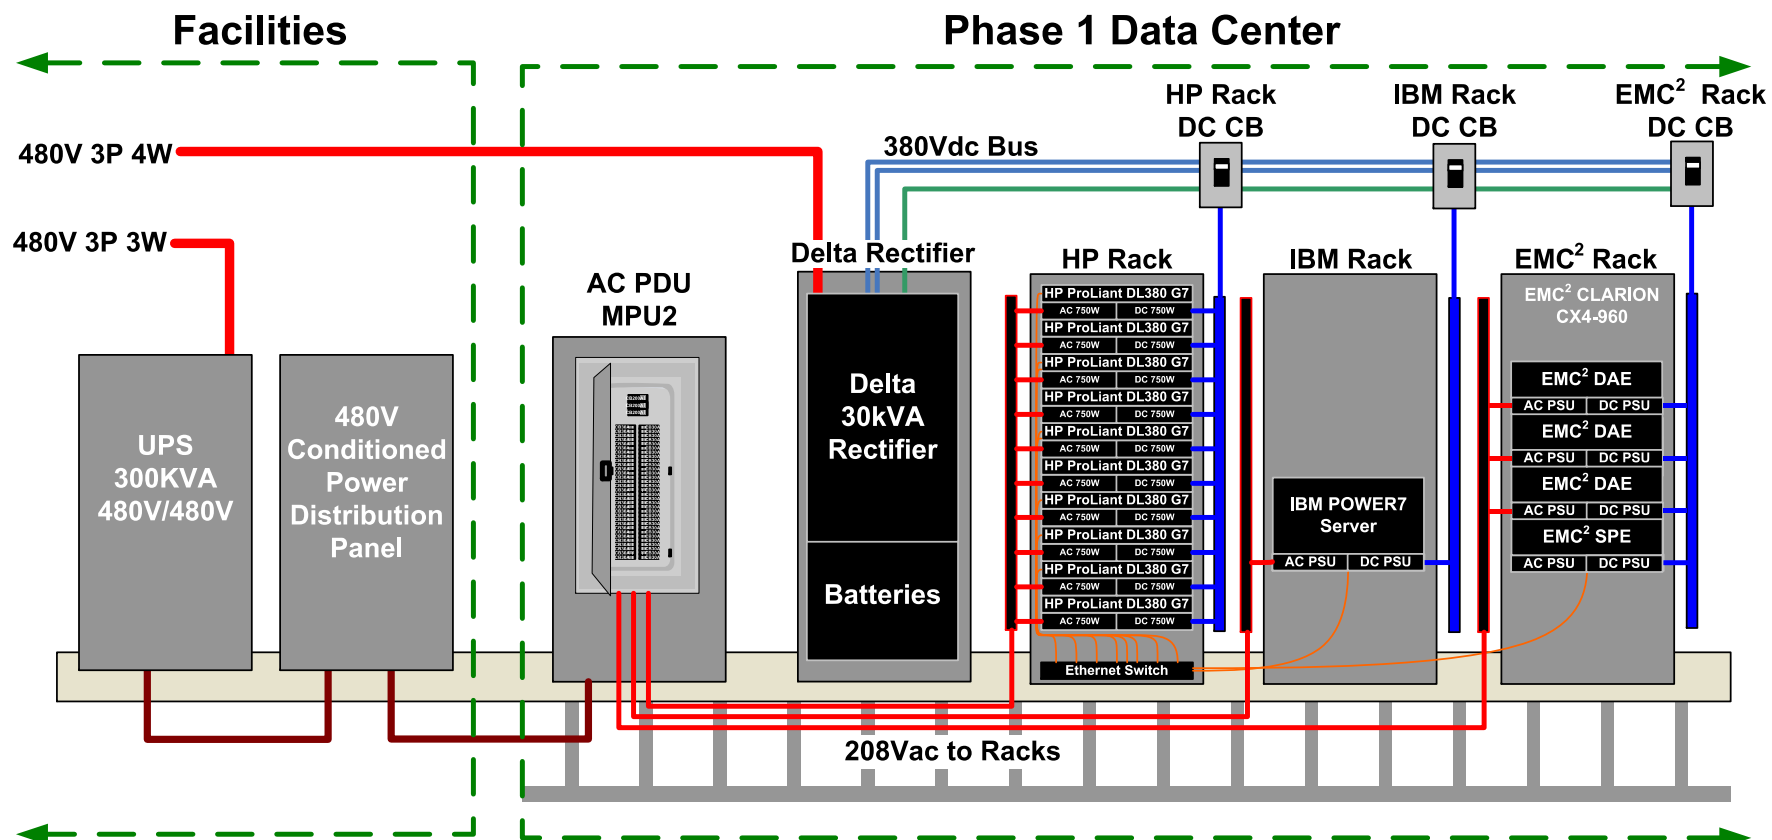 Facilities
Phase 1 Data Center
HP Rack
DC CB
IBM Rack
DC CB
EMC² Rack
DC CB
480V 3P 4W
380Vdc Bus
480V 3P 3W
Delta Rectifier
HP Rack
IBM Rack
EMC² Rack
AC PDU
MPU2
EMC² CLARION
CX4-960
UPS
300KVA
480V/480V
480V
Conditioned
Power
Distribution
Panel
Delta
30kVA
Rectifier
Batteries
HP ProLiant DL380 G7
AC 750W DC 750W
HP ProLiant DL380 G7
AC 750W DC 750W
HP ProLiant DL380 G7
AC 750W DC 750W
HP ProLiant DL380 G7
AC 750W DC 750W
HP ProLiant DL380 G7
AC 750W DC 750W
HP ProLiant DL380 G7
AC 750W DC 750W
HP ProLiant DL380 G7
AC 750W DC 750W
HP ProLiant DL380 G7
AC 750W DC 750W
HP ProLiant DL380 G7
AC 750W DC 750W
HP ProLiant DL380 G7
AC 750W DC 750W
Ethernet Switch
IBM POWER7
Server
AC PSU DC PSU
EMC² DAE
AC PSU DC PSU
EMC² DAE
AC PSU DC PSU
EMC² DAE
AC PSU DC PSU
EMC² SPE
AC PSU DC PSU
208Vac to Racks